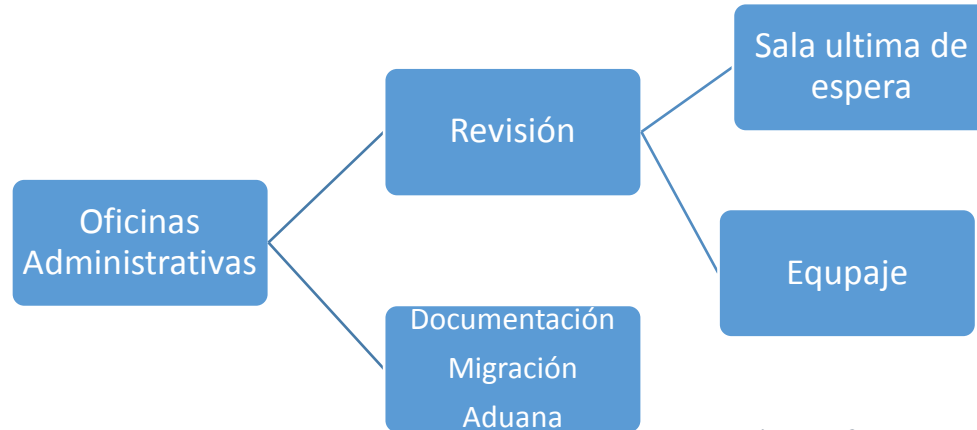 Oficinas
Administrativas
Revisión
Documentación
Migración
Aduana
Sala ultima de
espera
Equpaje